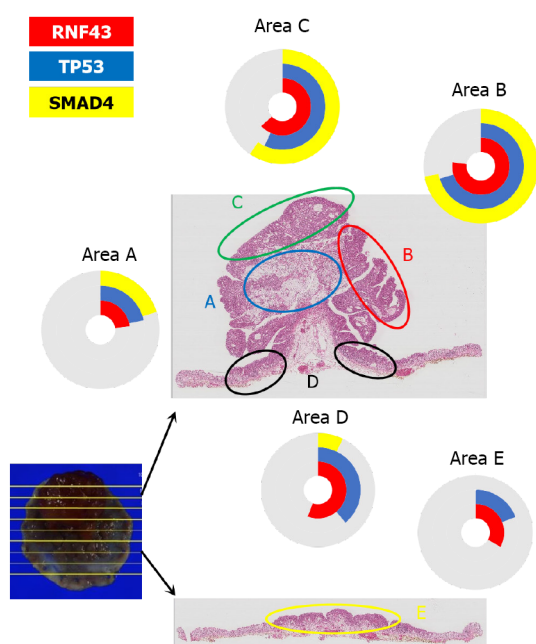 RNF43
TP53
SMAD4
Area C
Area B
Area A
C
B
A
D
Area D
Area E
E